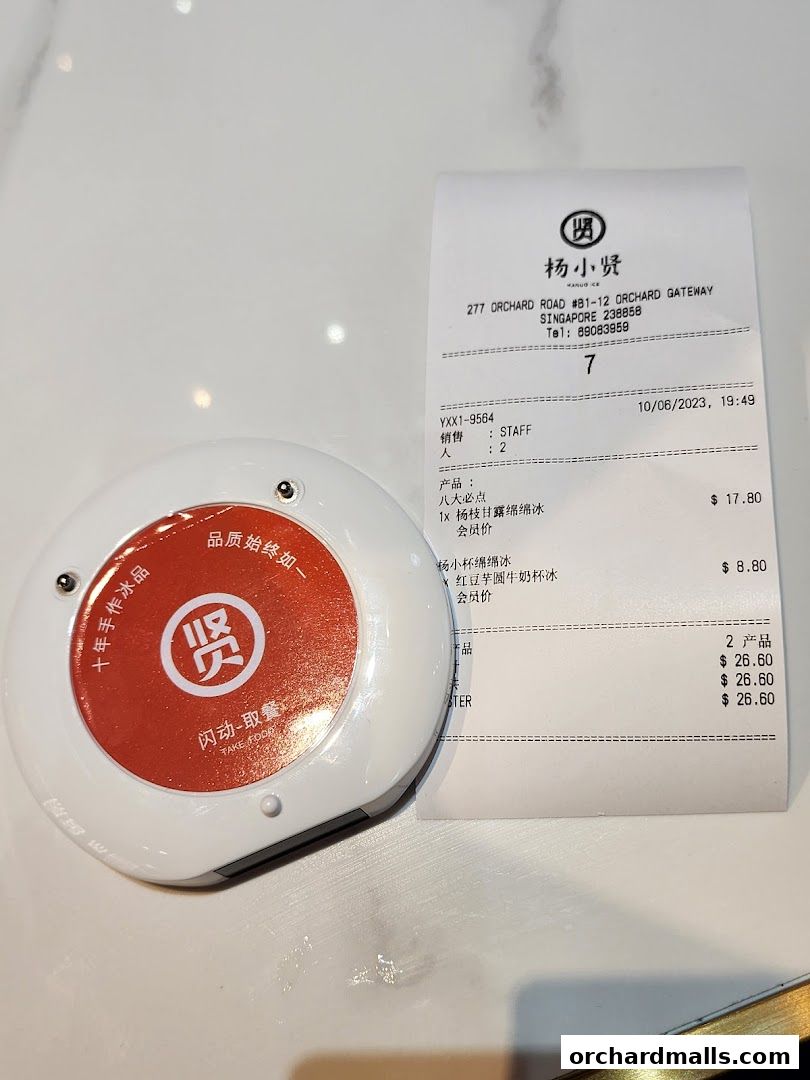 贤
杨小贤
277 ORCHARD ROAD #B1-12 ORCHARD GATEWAY
SINGAPORE 238858
Tel: 89083959
7
YXX1-9564 10/06/2023, 19:49
销售 : STAFF
人 : 2
产品 :
八大必点
1x 杨枝甘露绵绵冰 $ 17.80
会员价
杨小杯绵绵冰
红豆芋圆牛奶杯冰 $ 8.80
会员价
产品 2 产品
$ 26.60
$ 26.60
STER $ 26.60
十年手作冰品 品质始终如一
贤
闪动-取餐
TAKE FOOD
orchardmalls.com